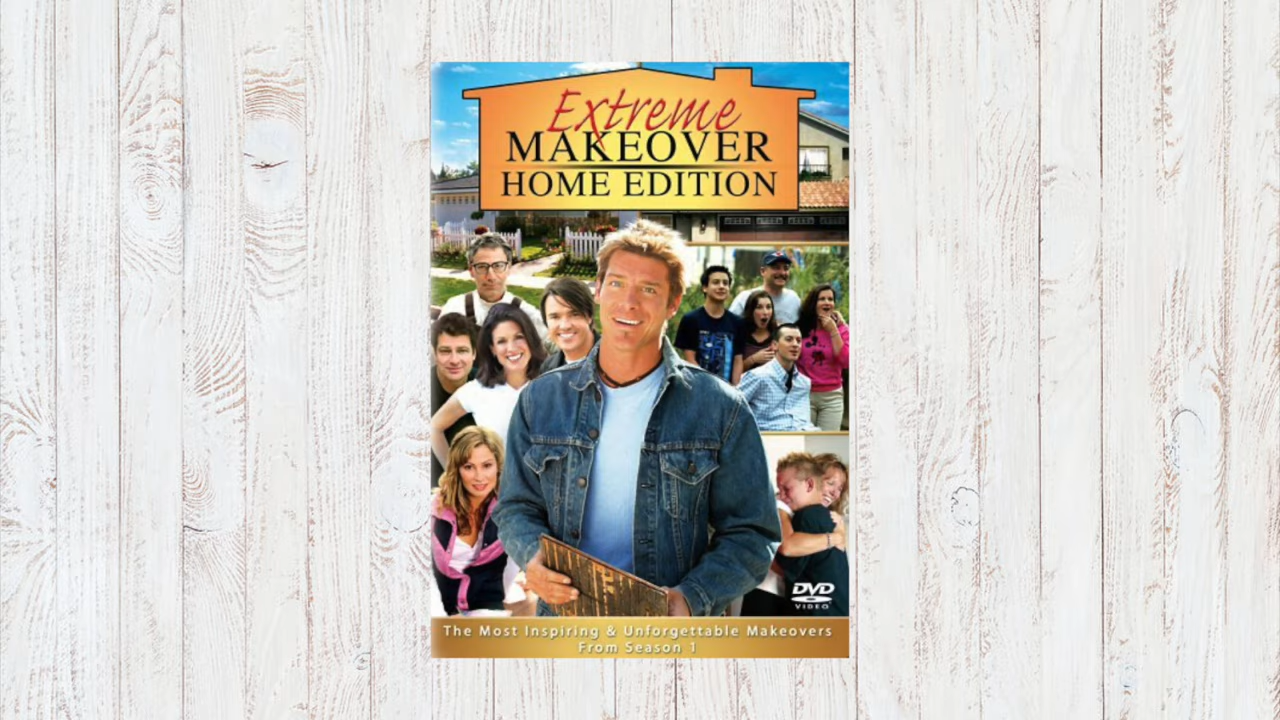 Extreme
MAKEOVER
HOME EDITION
DVD
VIDEO
The Most Inspiring & Unforgettable Makeovers
From Season 1